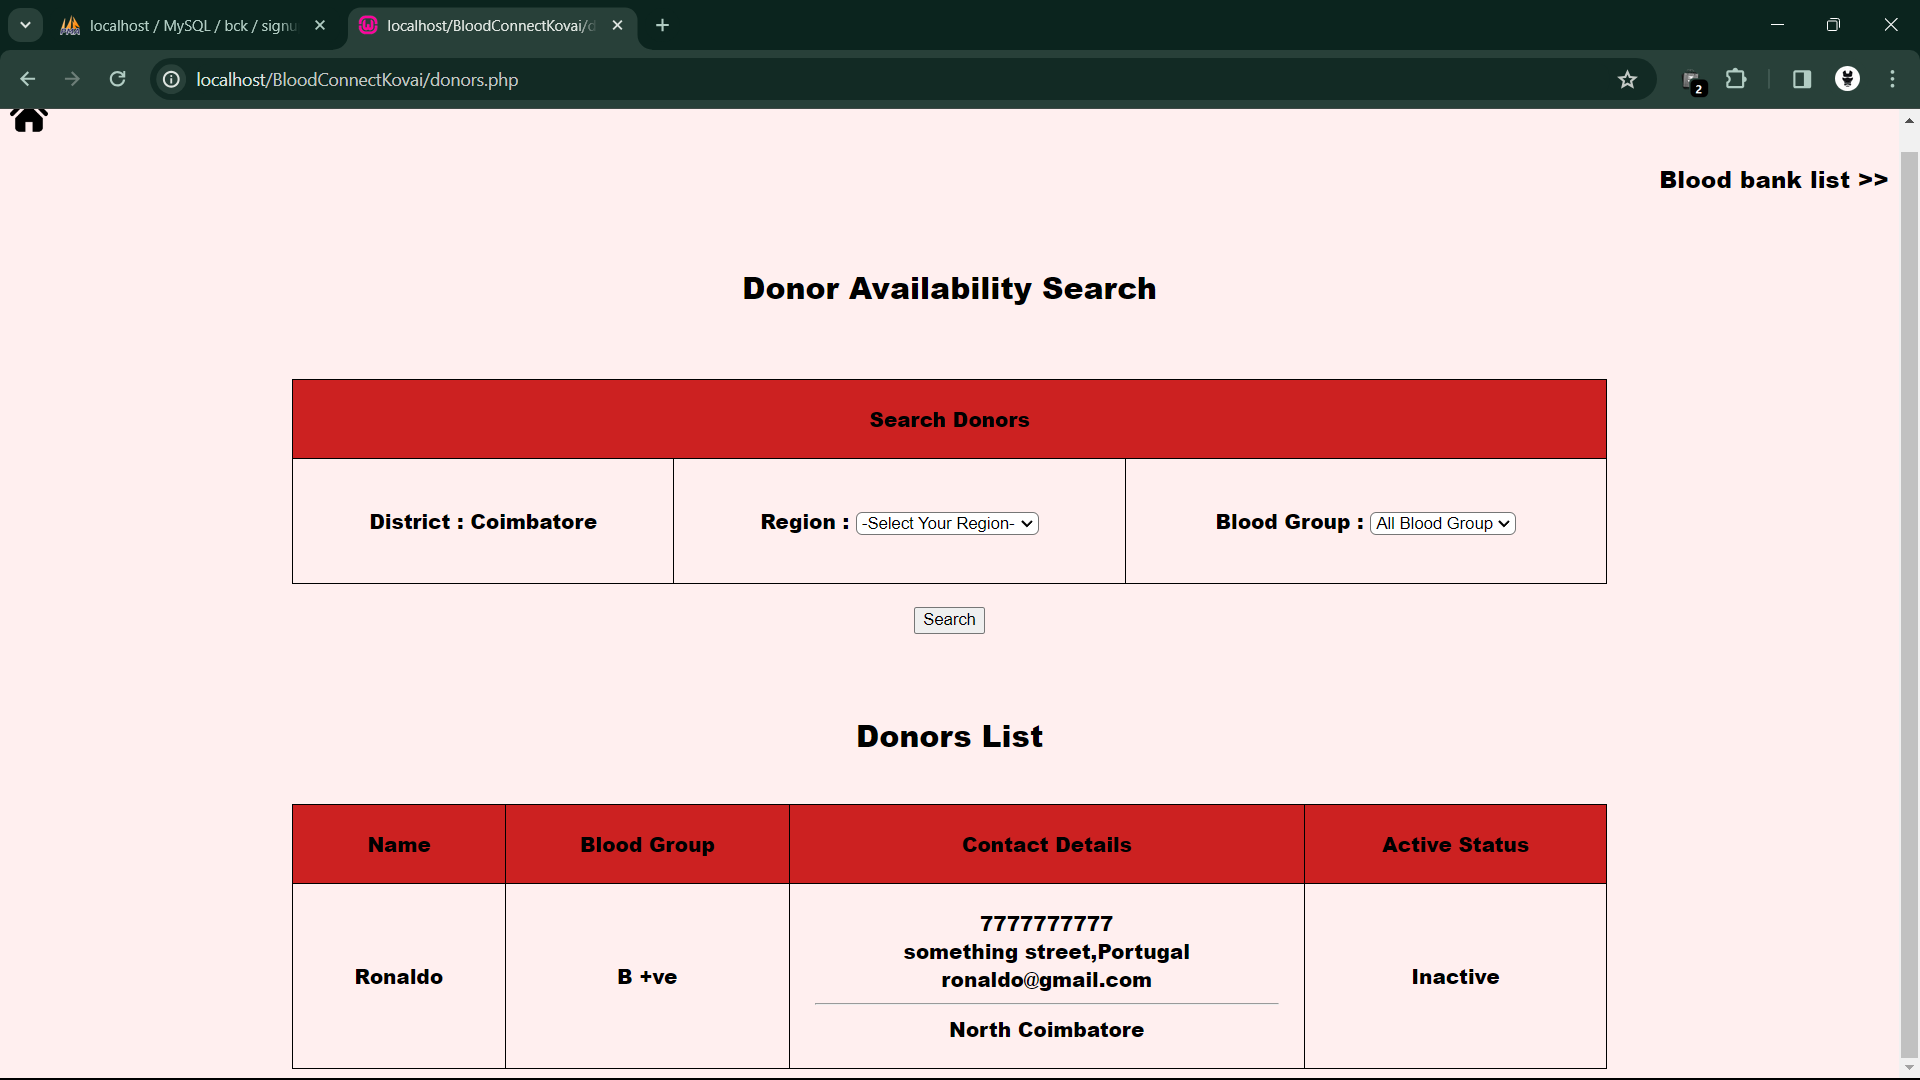 localhost / MySQL / bck / signu
localhost/BloodConnectKovai/d
localhost/BloodConnectKovai/donors.php
2
Blood bank list >>
Donor Availability Search
Search Donors
District : Coimbatore
Region : -Select Your Region-
Blood Group : All Blood Group
Search
Donors List
Name
Blood Group
Contact Details
Active Status
Ronaldo
B +ve
7777777777
something street,Portugal
ronaldo@gmail.com
North Coimbatore
Inactive